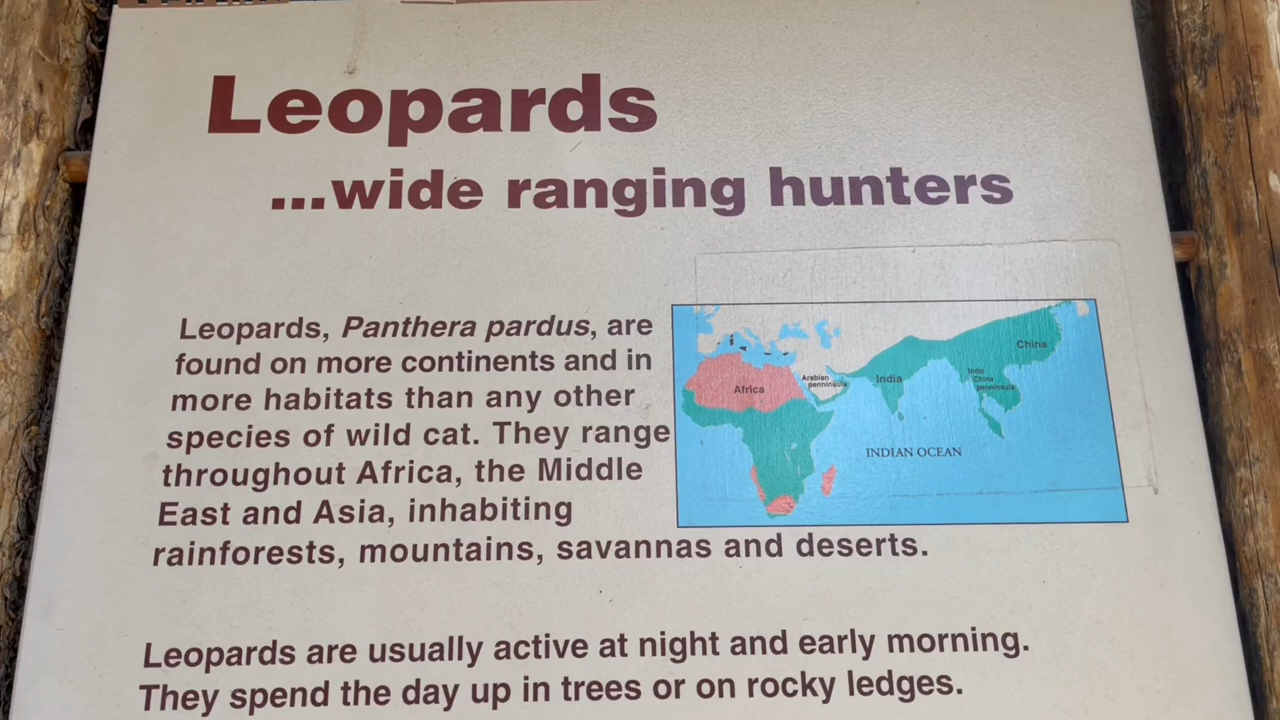 Leopards
...wide ranging hunters
Leopards, Panthera pardus, are
found on more continents and in
more habitats than any other
species of wild cat. They range
throughout Africa, the Middle
East and Asia, inhabiting
rainforests, mountains, savannas and deserts.
Africa
Arabian
penninsula
India
Indo
China
penninsula
China
INDIAN OCEAN
Leopards are usually active at night and early morning.
They spend the day up in trees or on rocky ledges.